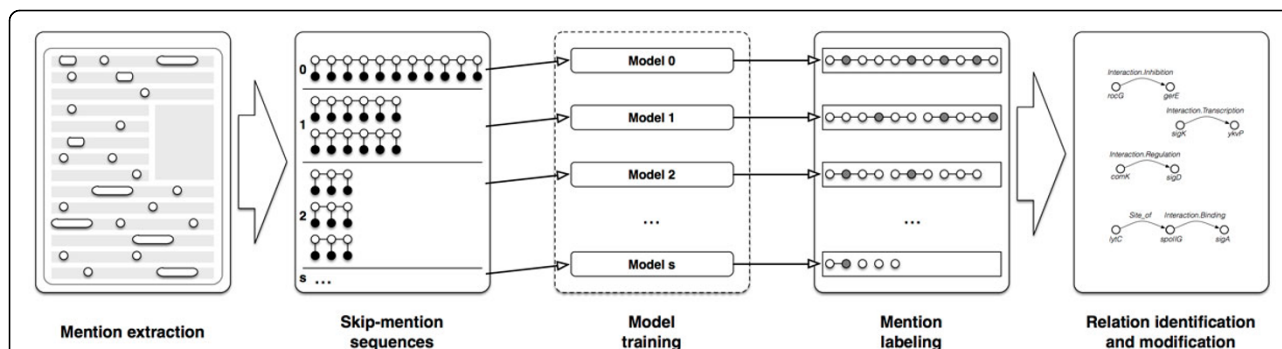 0
1
2
s ...
Model 0
Model 1
Model 2
...
Model s
...
Interaction.Inhibition
rocG
gerE
Interaction.Transcription
sigK
ykvP
Interaction.Regulation
comK
sigD
Site_of
Interaction.Binding
lytC
spoIIG
sigA
Mention extraction
Skip-mention
sequences
Model
training
Mention
labeling
Relation identification
and modification